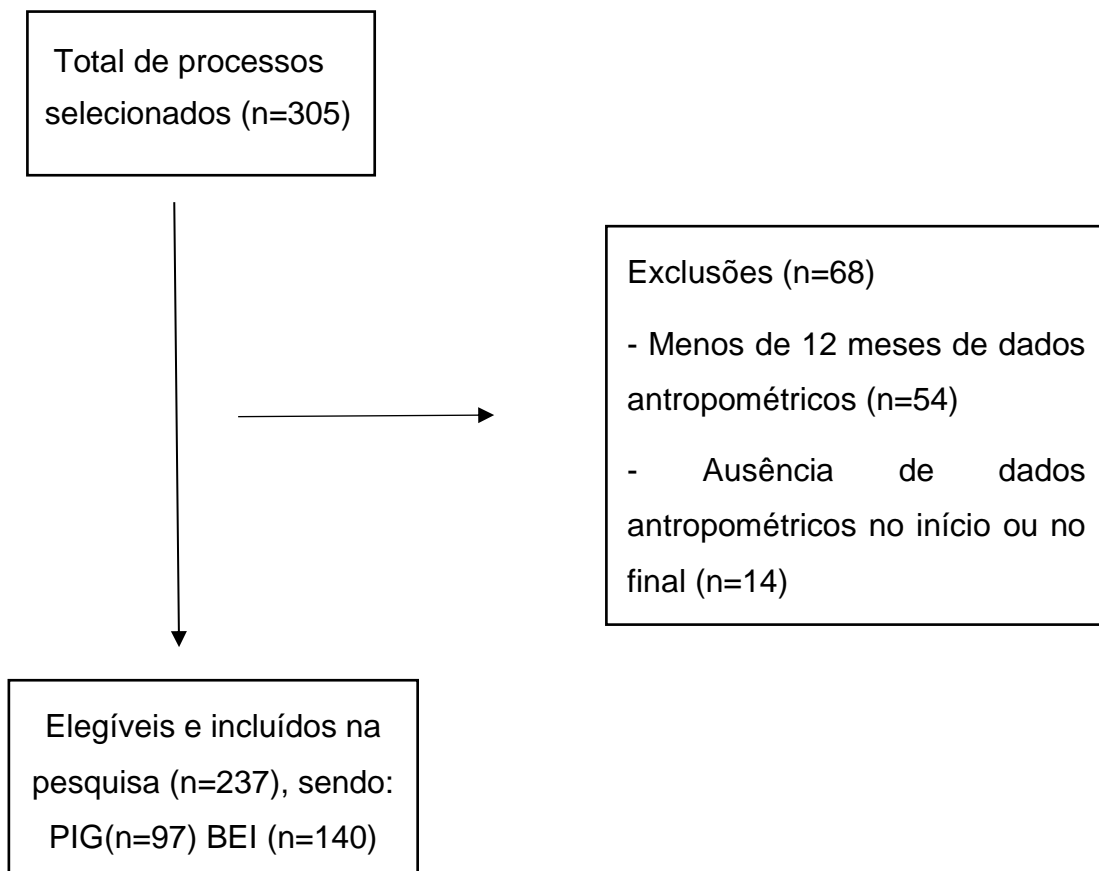 Total de processos
selecionados (n=305)
Exclusões (n=68)
- Menos de 12 meses de dados
antropométricos (n=54)
- Ausência de dados
antropométricos no início ou no
final (n=14)
Elegíveis e incluídos na
pesquisa (n=237), sendo:
PIG(n=97) BEI (n=140)